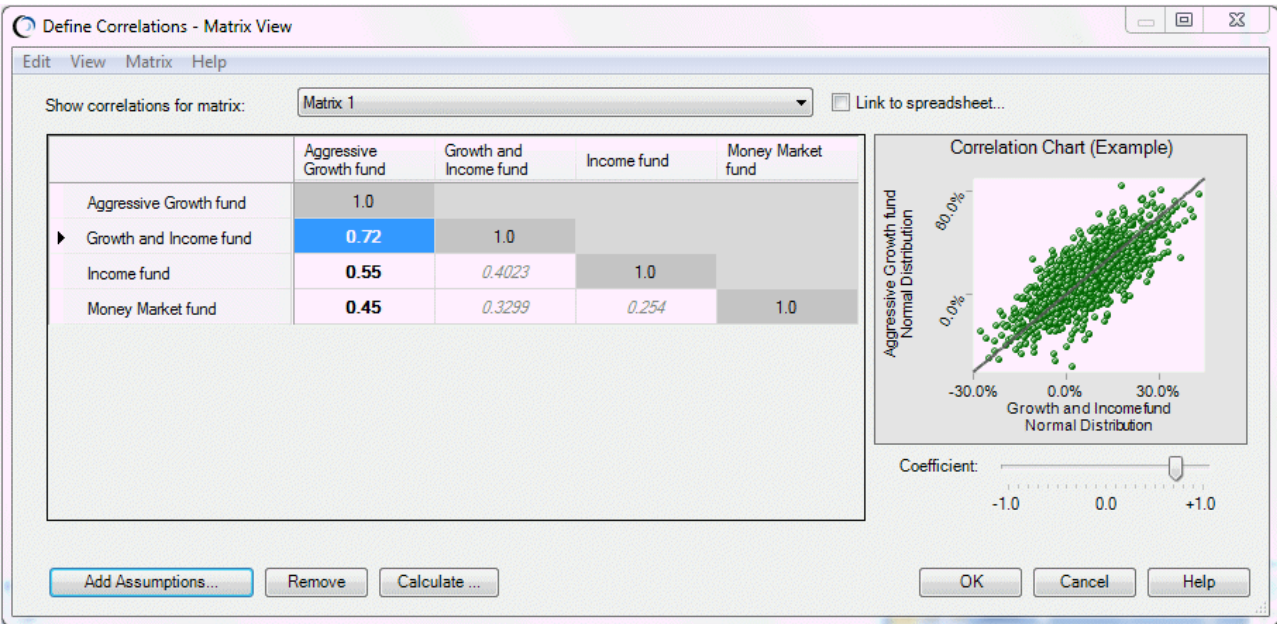 Define Correlations - Matrix View
Edit View Matrix Help
Show correlations for matrix: Matrix 1 Link to spreadsheet...
Aggressive Growth fund Growth and Income fund Income fund Money Market fund
Aggressive Growth fund 1.0
Growth and Income fund 0.72 1.0
Income fund 0.55 0.4023 1.0
Money Market fund 0.45 0.3299 0.254 1.0
Correlation Chart (Example)
Aggressive Growth fund
Normal Distribution
60.0%
0.0%
-30.0% 0.0% 30.0%
Growth and Incomefund
Normal Distribution
Coefficient:
-1.0 0.0 +1.0
Add Assumptions... Remove Calculate ... OK Cancel Help